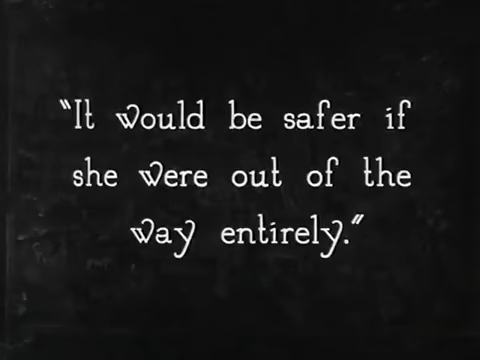 "It would be safer if
she were out of the
way entirely."